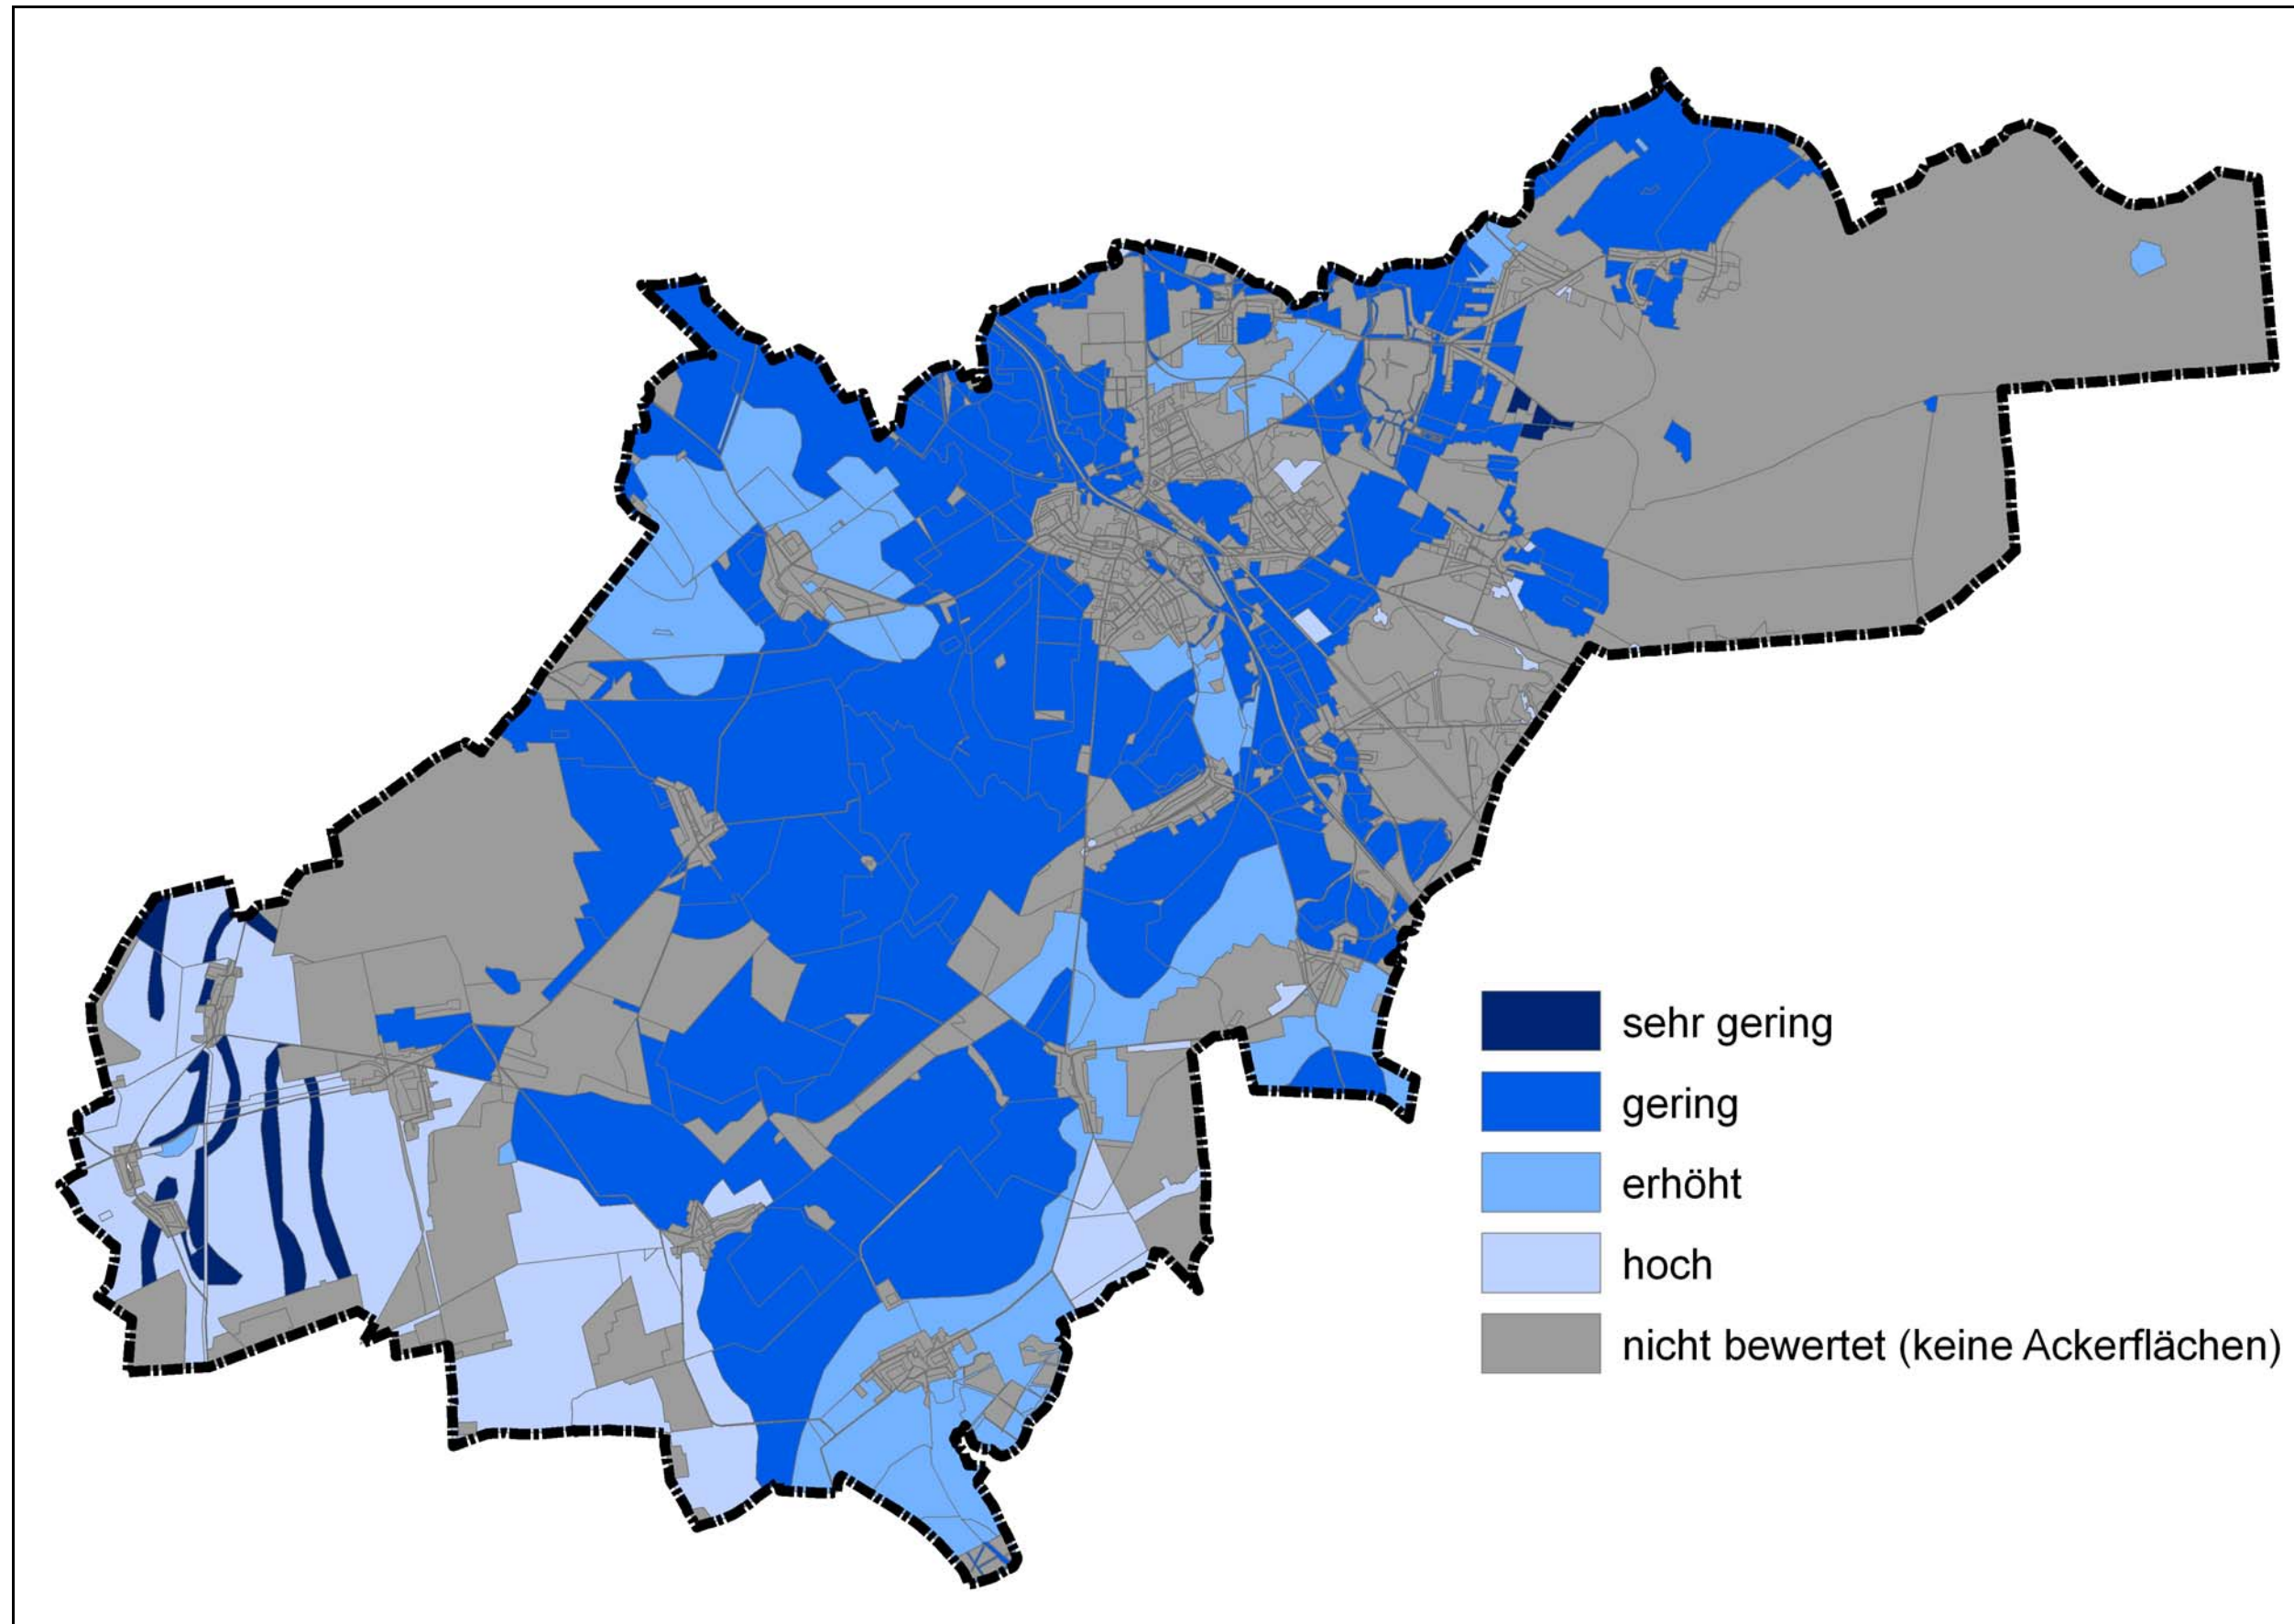 sehr gering
gering
erhöht
hoch
nicht bewertet (keine Ackerflächen)